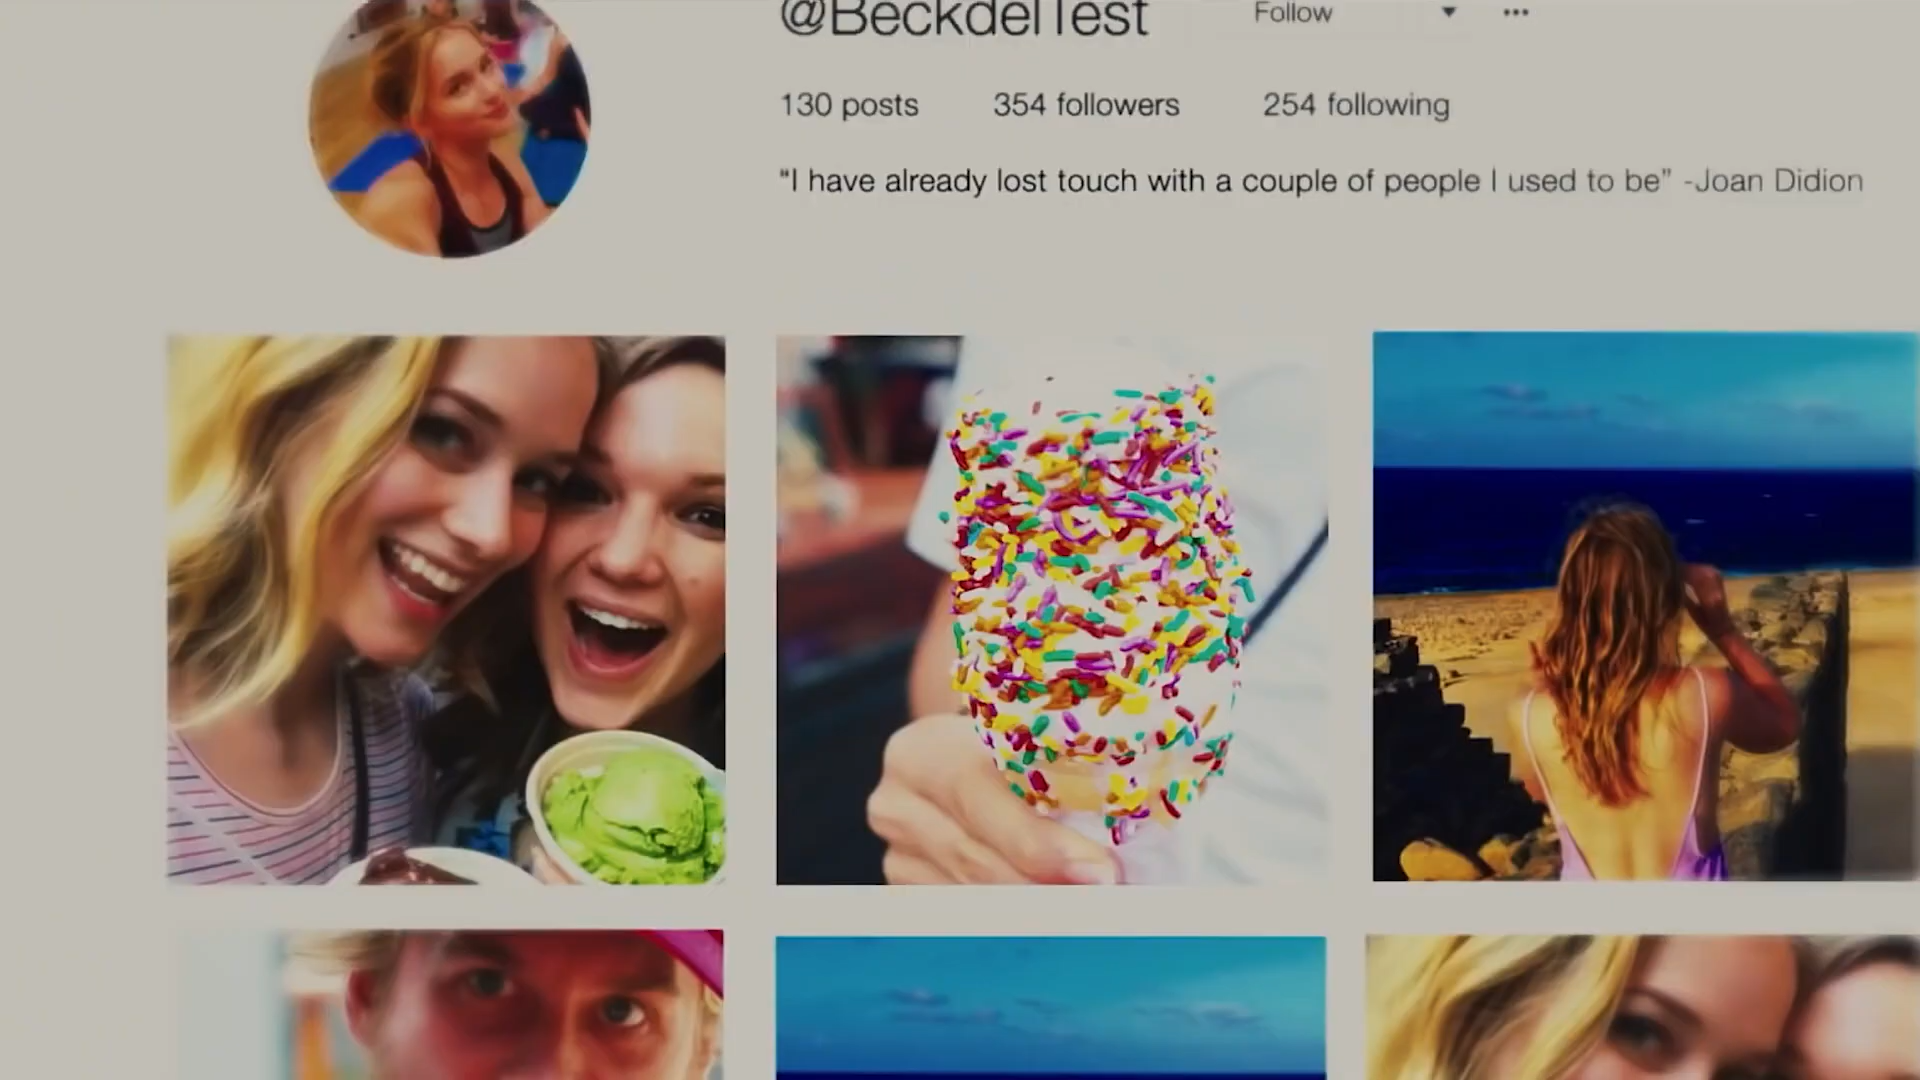 @BeckdelTest
Follow
130 posts 354 followers 254 following
“I have already lost touch with a couple of people I used to be” -Joan Didion